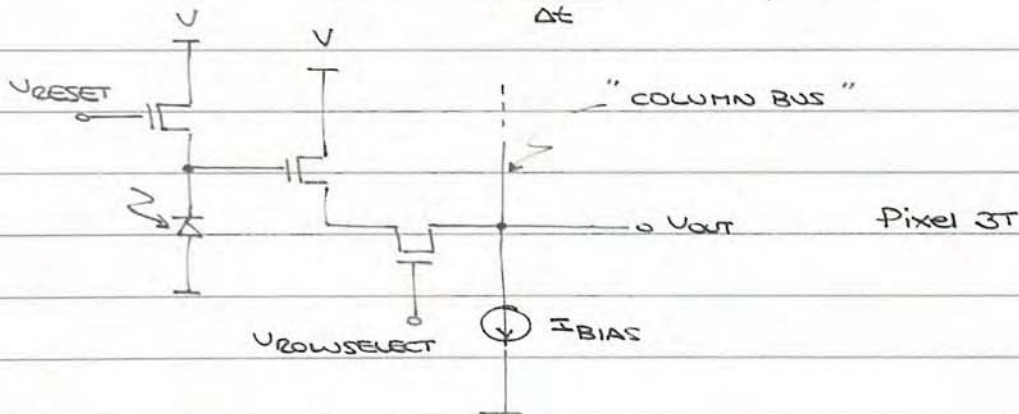 Δt
V
V
VRESET
"COLUMN BUS"
VOUT
Pixel 3T
VROWSELECT
IBIAS